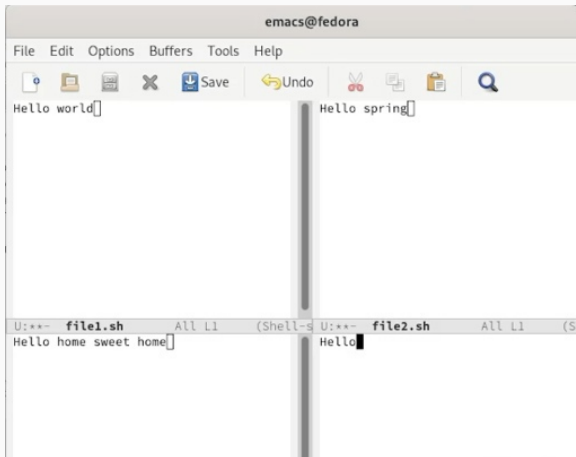 emacs@fedora
File Edit Options Buffers Tools Help
Save Undo
Hello world
Hello spring
U:**- file1.sh All L1 (Shell-s
U:**- file2.sh All L1 (S
Hello home sweet home
Hello